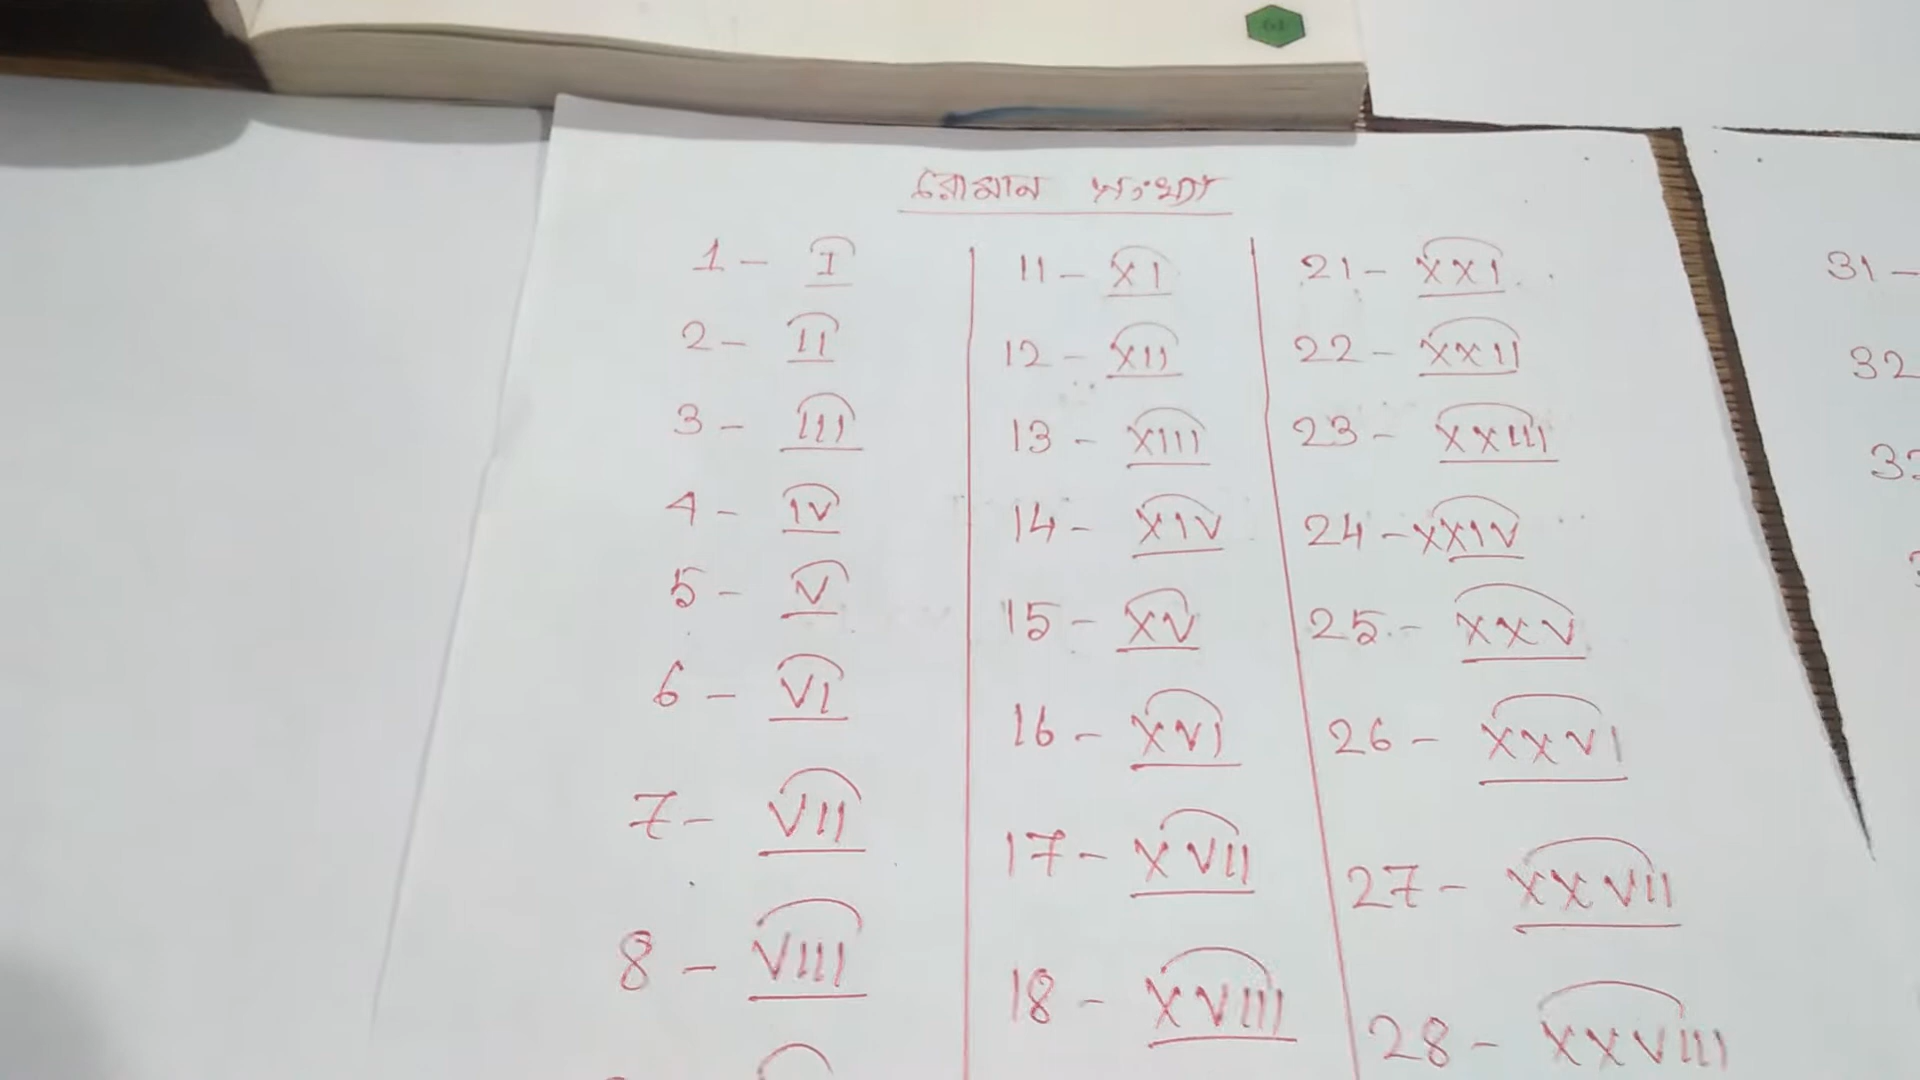 61
রোমান সংখ্যা
1 - I
2 - II
3 - III
4 - IV
5 - V
6 - VI
7 - VII
8 - VIII
11 - XI
12 - XII
13 - XIII
14 - XIV
15 - XV
16 - XVI
17 - XVII
18 - XVIII
21 - XXI
22 - XXII
23 - XXIII
24 - XXIV
25 - XXV
26 - XXVI
27 - XXVII
28 - XXVIII
31 -
32